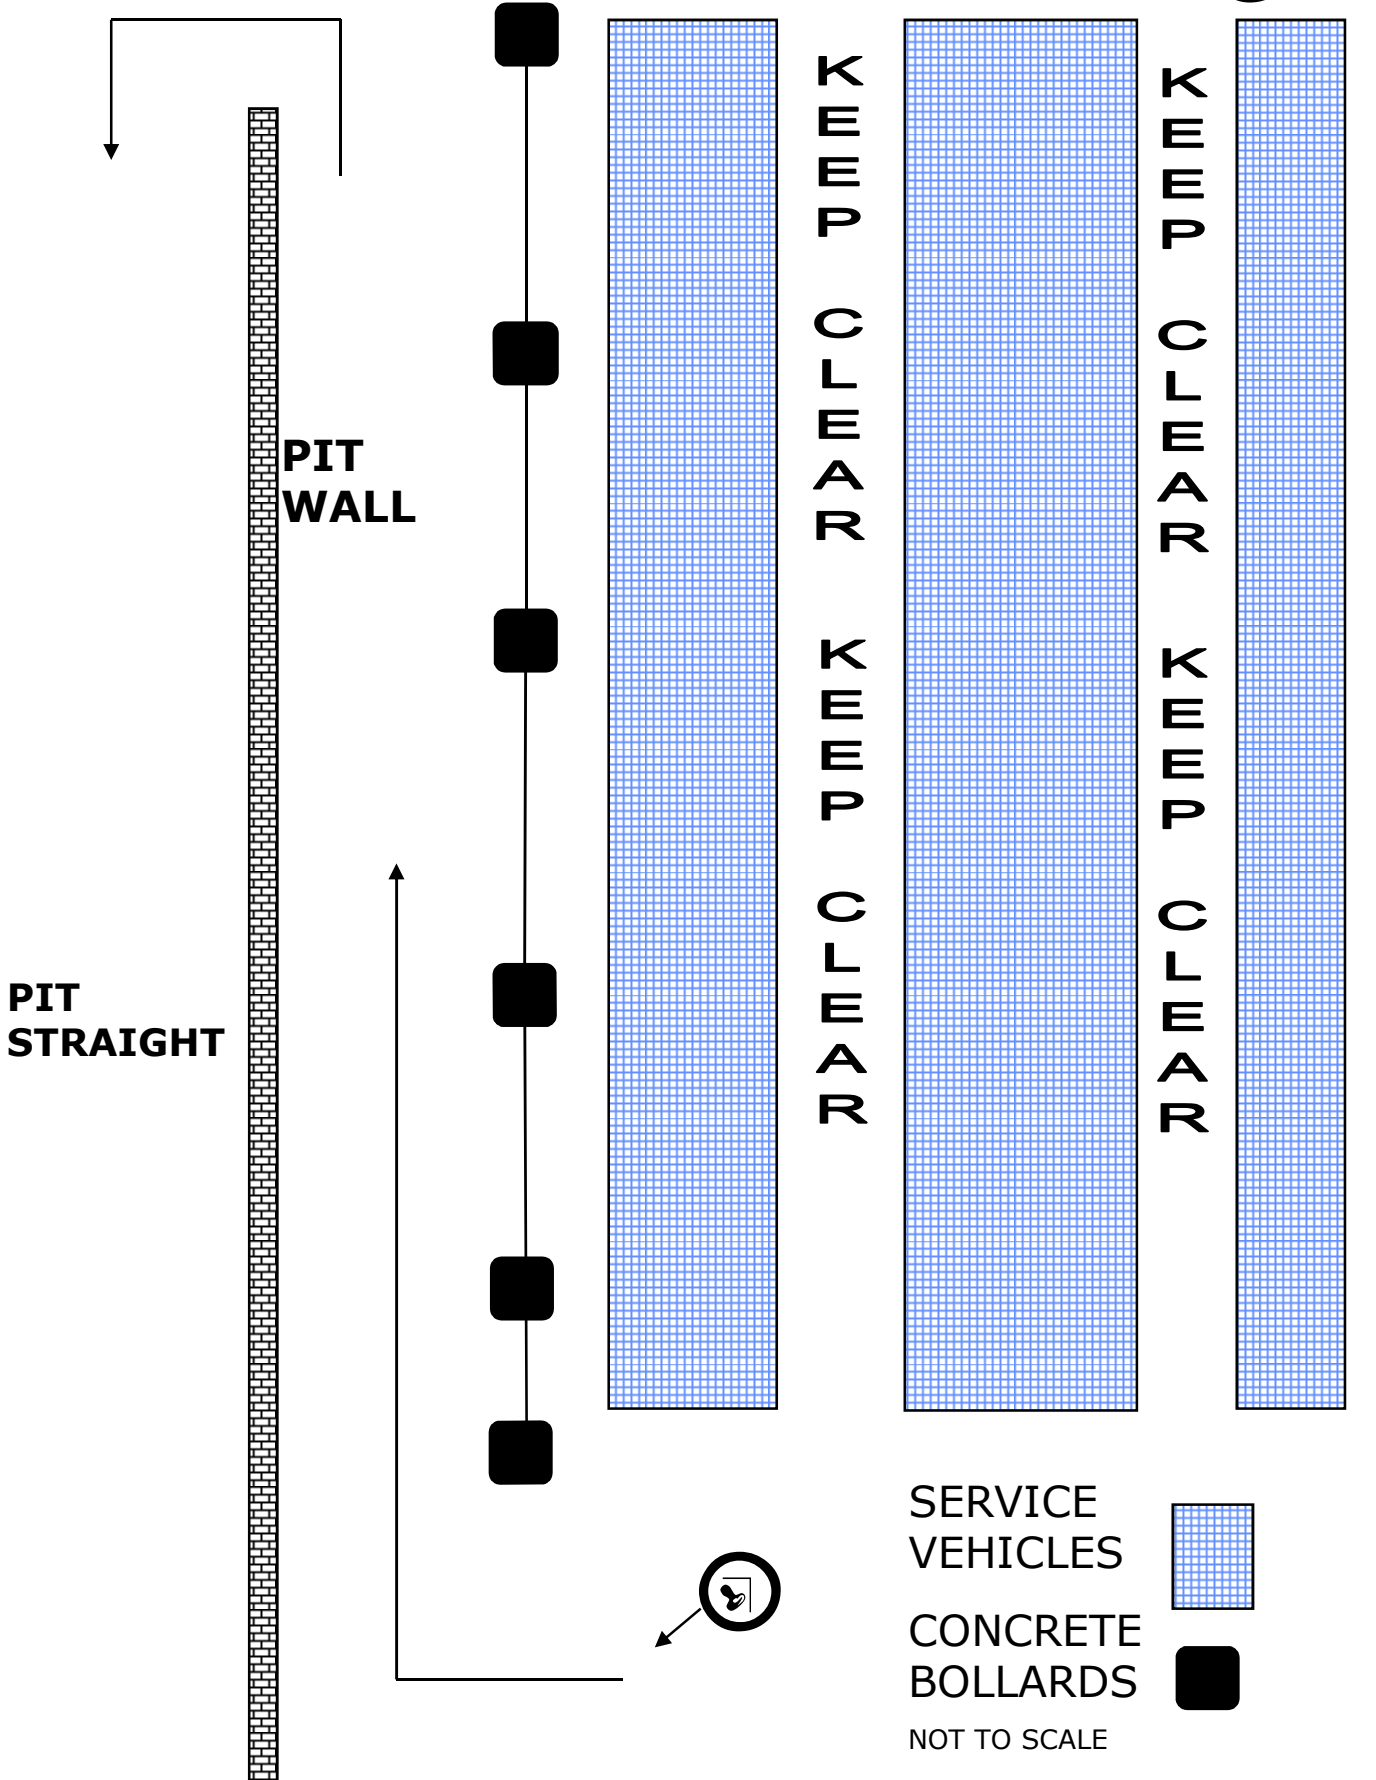 KEEP CLEAR KEEP CLEAR
KEEP CLEAR KEEP CLEAR
PIT
WALL
PIT
STRAIGHT
SERVICE
VEHICLES
CONCRETE
BOLLARDS
NOT TO SCALE